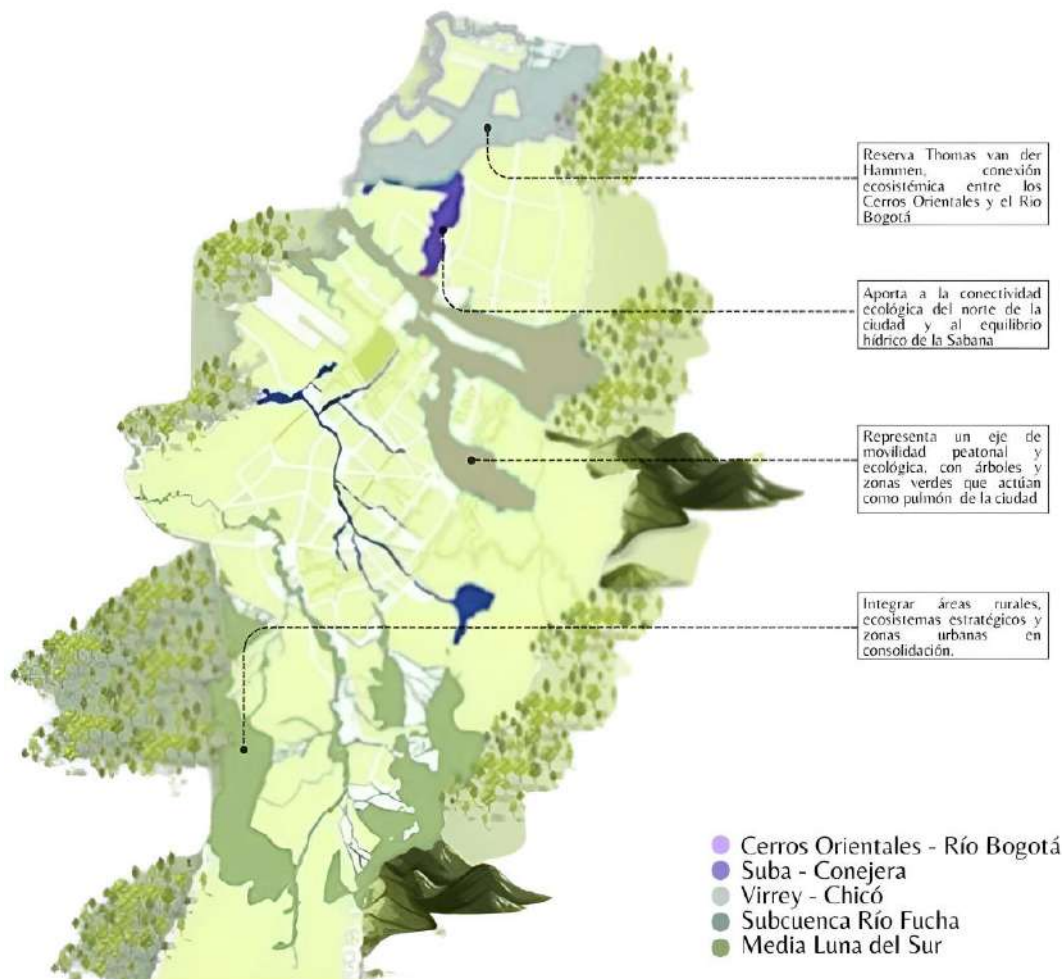 Reserva Thomas van der
Hammen, conexión
ecosistémica entre los
Cerros Orientales y el Río
Bogotá
Aporta a la conectividad
ecológica del norte de la
ciudad y al equilibrio
hídrico de la Sabana
Representa un eje de
movilidad peatonal y
ecológica, con árboles y
zonas verdes que actúan
como pulmón de la ciudad
Integrar áreas rurales,
ecosistemas estratégicos y
zonas urbanas en
consolidación.
Cerros Orientales - Río Bogotá
Suba - Conejera
Virrey - Chicó
Subcuenca Río Fucha
Media Luna del Sur